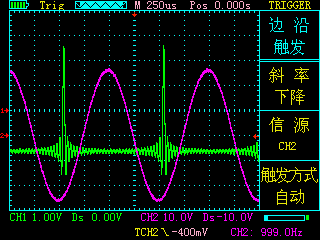 Trig M 250us Pos 0.000s TRIGGER
边 沿
触发
斜 率
下降
信 源
CH2
触发方式
自动
1
2
CH1 1.00V Ds 0.00V CH2 10.0V Ds-10.0V
TCH2 -400mV CH2: 999.0Hz